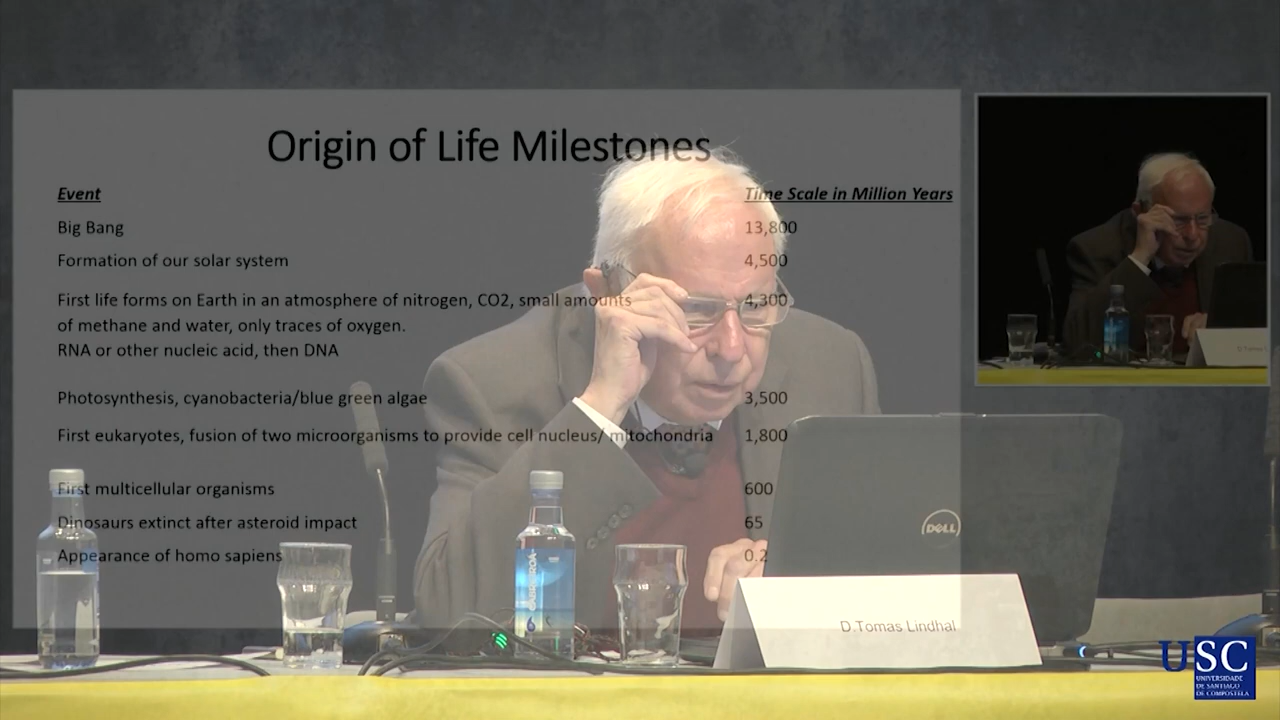 Origin of Life Milestones
Event Time Scale in Million Years
Big Bang 13,800
Formation of our solar system 4,500
First life forms on Earth in an atmosphere of nitrogen, CO2, small amounts 4,300
of methane and water, only traces of oxygen.
RNA or other nucleic acid, then DNA
Photosynthesis, cyanobacteria/blue green algae 3,500
First eukaryotes, fusion of two microorganisms to provide cell nucleus/ mitochondria 1,800
First multicellular organisms 600
Dinosaurs extinct after asteroid impact 65
Appearance of homo sapiens 0.2
DELL
CABREIROÁ
D.Tomas Lindhal
USC
UNIVERSIDADE
DE SANTIAGO
DE COMPOSTELA